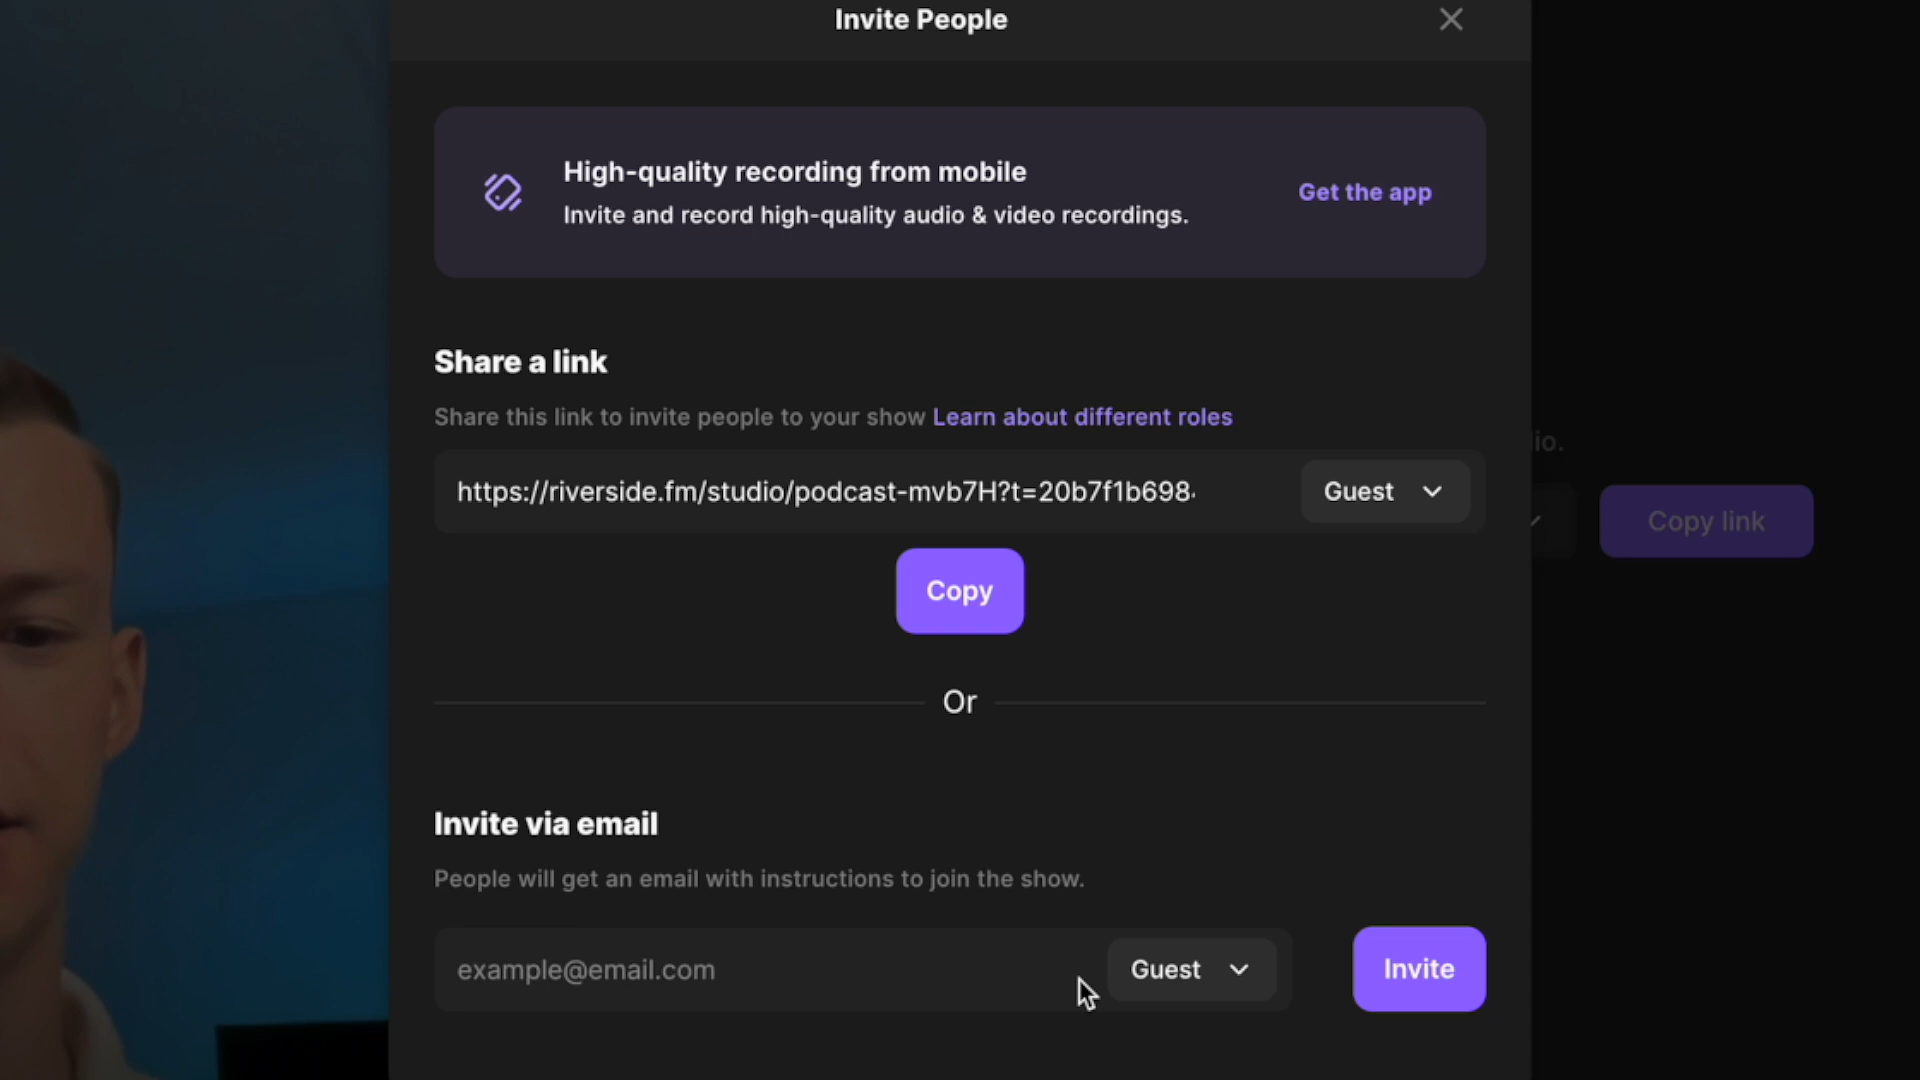 Invite People
High-quality recording from mobile
Invite and record high-quality audio & video recordings.
Get the app
Share a link
Share this link to invite people to your show Learn about different roles
https://riverside.fm/studio/podcast-mvb7H?t=20b7f1b698
Guest
io.
Copy link
Copy
Or
Invite via email
People will get an email with instructions to join the show.
example@email.com
Guest
Invite